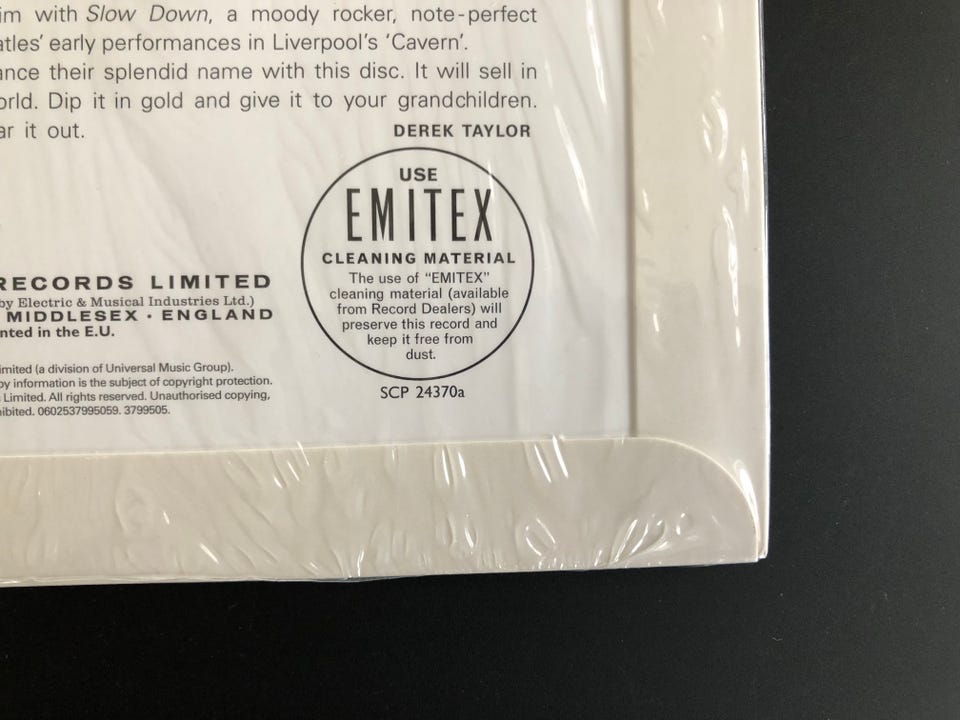 im with Slow Down, a moody rocker, note-perfect
atles' early performances in Liverpool's 'Cavern'.
ance their splendid name with this disc. It will sell in
orld. Dip it in gold and give it to your grandchildren.
ar it out.
DEREK TAYLOR
USE
EMITEX
CLEANING MATERIAL
The use of “EMITEX”
cleaning material (available
from Record Dealers) will
preserve this record and
keep it free from
dust.
SCP 24370a
RECORDS LIMITED
by Electric & Musical Industries Ltd.)
MIDDLESEX · ENGLAND
nted in the E.U.
imited (a division of Universal Music Group).
by information is the subject of copyright protection.
Limited. All rights reserved. Unauthorised copying,
ibited. 0602537995059. 3799505.